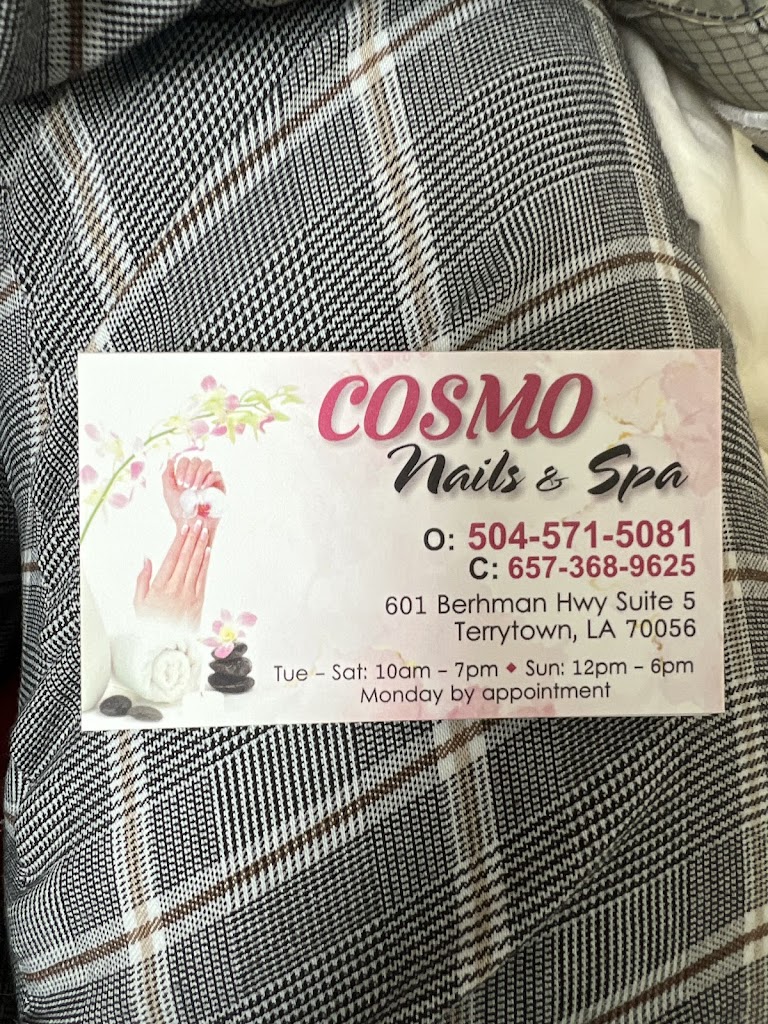 COSMO
Nails & Spa
O: 504-571-5081
C: 657-368-9625
601 Berhman Hwy Suite 5
Terrytown, LA 70056
Tue – Sat: 10am – 7pm ♦ Sun: 12pm – 6pm
Monday by appointment